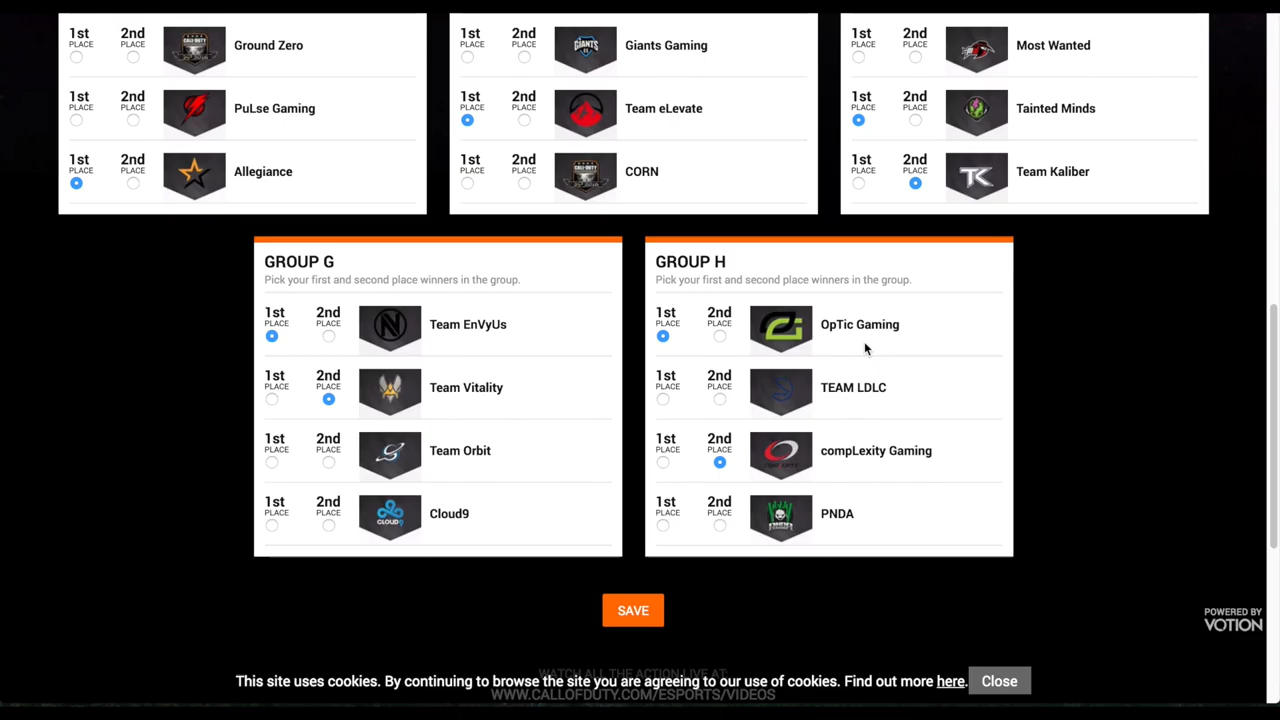 1st PLACE 2nd PLACE Ground Zero
1st PLACE 2nd PLACE PuLse Gaming
1st PLACE 2nd PLACE Allegiance
1st PLACE 2nd PLACE Giants Gaming
1st PLACE 2nd PLACE Team eLevate
1st PLACE 2nd PLACE CORN
1st PLACE 2nd PLACE Most Wanted
1st PLACE 2nd PLACE Tainted Minds
1st PLACE 2nd PLACE Team Kaliber
GROUP G
Pick your first and second place winners in the group.
1st PLACE 2nd PLACE Team EnVyUs
1st PLACE 2nd PLACE Team Vitality
1st PLACE 2nd PLACE Team Orbit
1st PLACE 2nd PLACE CLOUD9 Cloud9
GROUP H
Pick your first and second place winners in the group.
1st PLACE 2nd PLACE OpTic Gaming
1st PLACE 2nd PLACE TEAM LDLC
1st PLACE 2nd PLACE compLexity Gaming
1st PLACE 2nd PLACE PNDA
SAVE
POWERED BY
VOTION
WATCH ALL THE ACTION LIVE AT:
This site uses cookies. By continuing to browse the site you are agreeing to our use of cookies. Find out more here. Close
WWW.CALLOFDUTY.COM/ESPORTS/VIDEOS